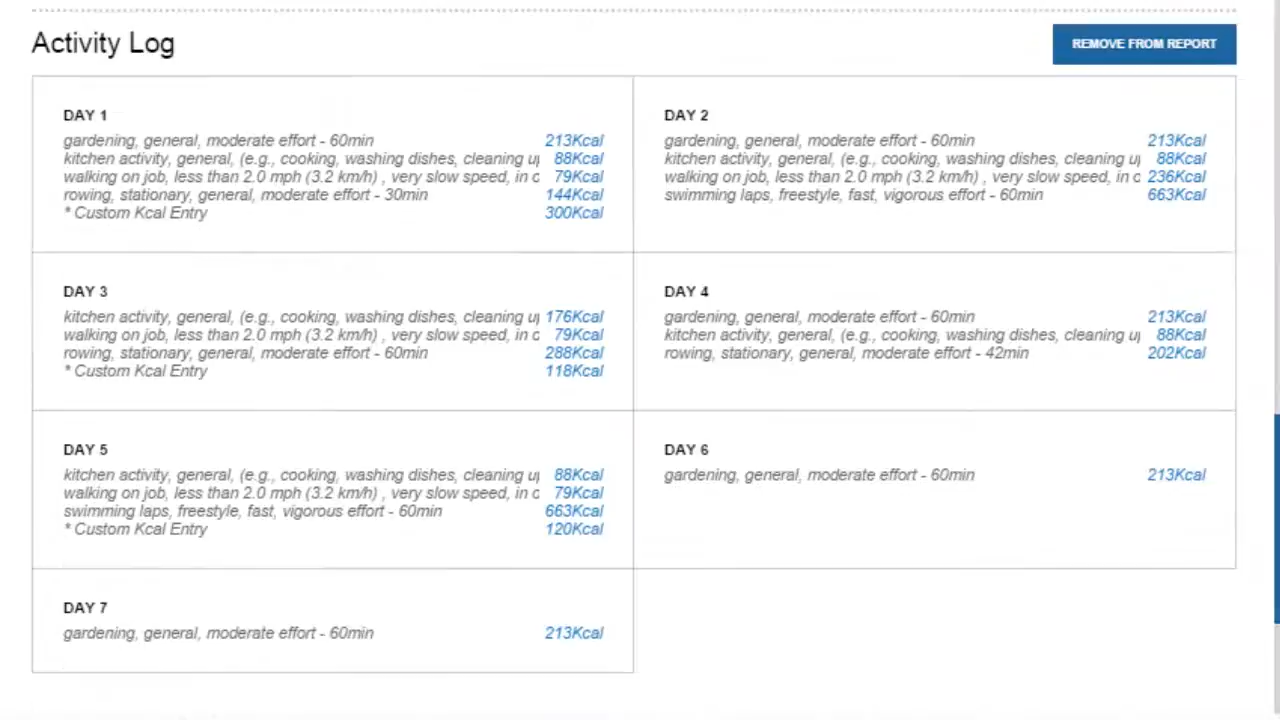 Activity Log
REMOVE FROM REPORT
DAY 1
gardening, general, moderate effort - 60min 213Kcal
kitchen activity, general, (e.g., cooking, washing dishes, cleaning up 88Kcal
walking on job, less than 2.0 mph (3.2 km/h) , very slow speed, in o 79Kcal
rowing, stationary, general, moderate effort - 30min 144Kcal
* Custom Kcal Entry 300Kcal
DAY 2
gardening, general, moderate effort - 60min 213Kcal
kitchen activity, general, (e.g., cooking, washing dishes, cleaning up 88Kcal
walking on job, less than 2.0 mph (3.2 km/h) , very slow speed, in o 236Kcal
swimming laps, freestyle, fast, vigorous effort - 60min 663Kcal
DAY 3
kitchen activity, general, (e.g., cooking, washing dishes, cleaning up 176Kcal
walking on job, less than 2.0 mph (3.2 km/h) , very slow speed, in o 79Kcal
rowing, stationary, general, moderate effort - 60min 288Kcal
* Custom Kcal Entry 118Kcal
DAY 4
gardening, general, moderate effort - 60min 213Kcal
kitchen activity, general, (e.g., cooking, washing dishes, cleaning up 88Kcal
rowing, stationary, general, moderate effort - 42min 202Kcal
DAY 5
kitchen activity, general, (e.g., cooking, washing dishes, cleaning up 88Kcal
walking on job, less than 2.0 mph (3.2 km/h) , very slow speed, in o 79Kcal
swimming laps, freestyle, fast, vigorous effort - 60min 663Kcal
* Custom Kcal Entry 120Kcal
DAY 6
gardening, general, moderate effort - 60min 213Kcal
DAY 7
gardening, general, moderate effort - 60min 213Kcal